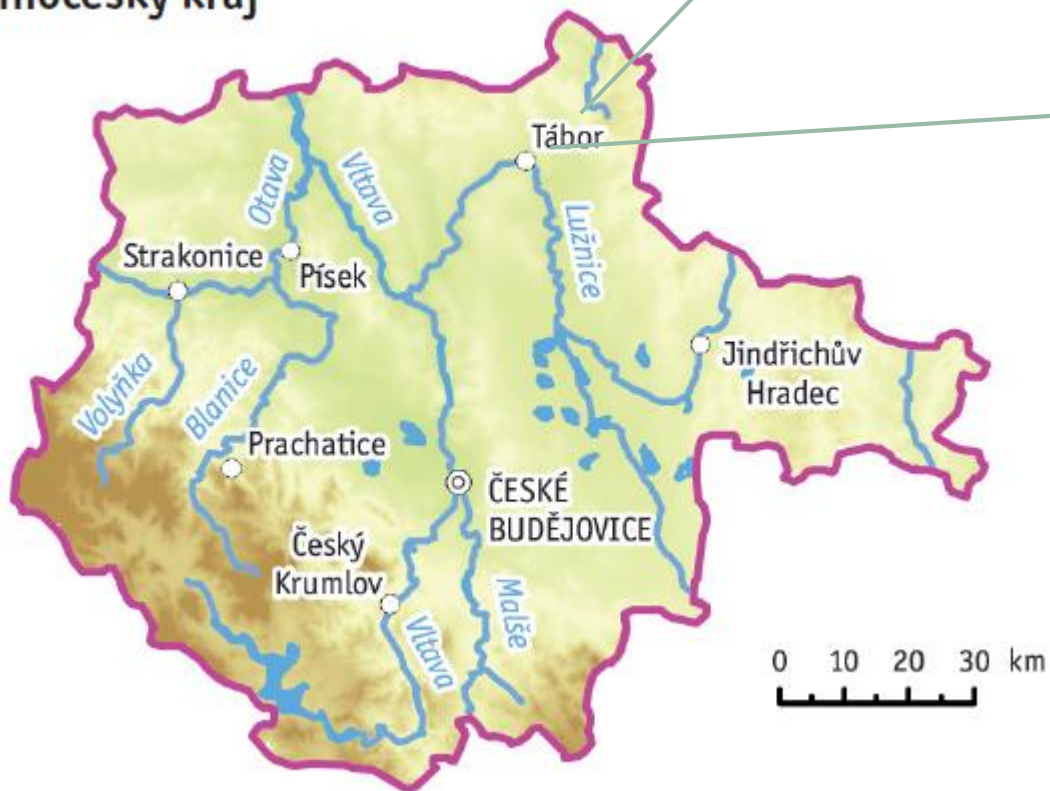 kraj
Tábor
Otava
Vltava
Lužnice
Strakonice
Písek
Jindřichův
Hradec
Volyňka
Blanice
Prachatice
ČESKÉ
BUDĚJOVICE
Český
Krumlov
Vltava
Malše
0 10 20 30 km